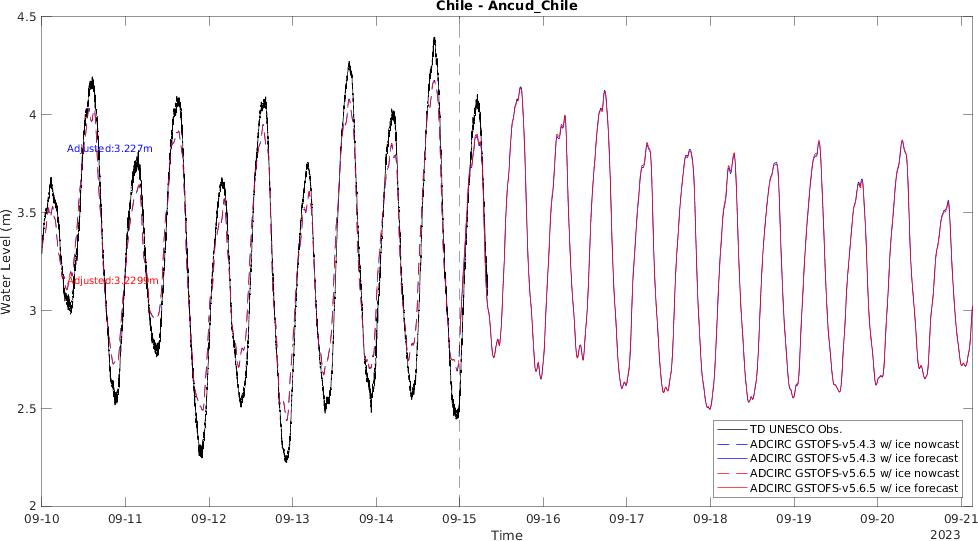 Chile - Ancud_Chile
4.5
4
3.5
3
2.5
2
Water Level (m)
Adjusted:3.227m
Adjusted:3.2299m
TD UNESCO Obs.
ADCIRC GSTOFS-v5.4.3 w/ ice nowcast
ADCIRC GSTOFS-v5.4.3 w/ ice forecast
ADCIRC GSTOFS-v5.6.5 w/ ice nowcast
ADCIRC GSTOFS-v5.6.5 w/ ice forecast
09-10 09-11 09-12 09-13 09-14 09-15 09-16 09-17 09-18 09-19 09-20 09-21
Time 2023